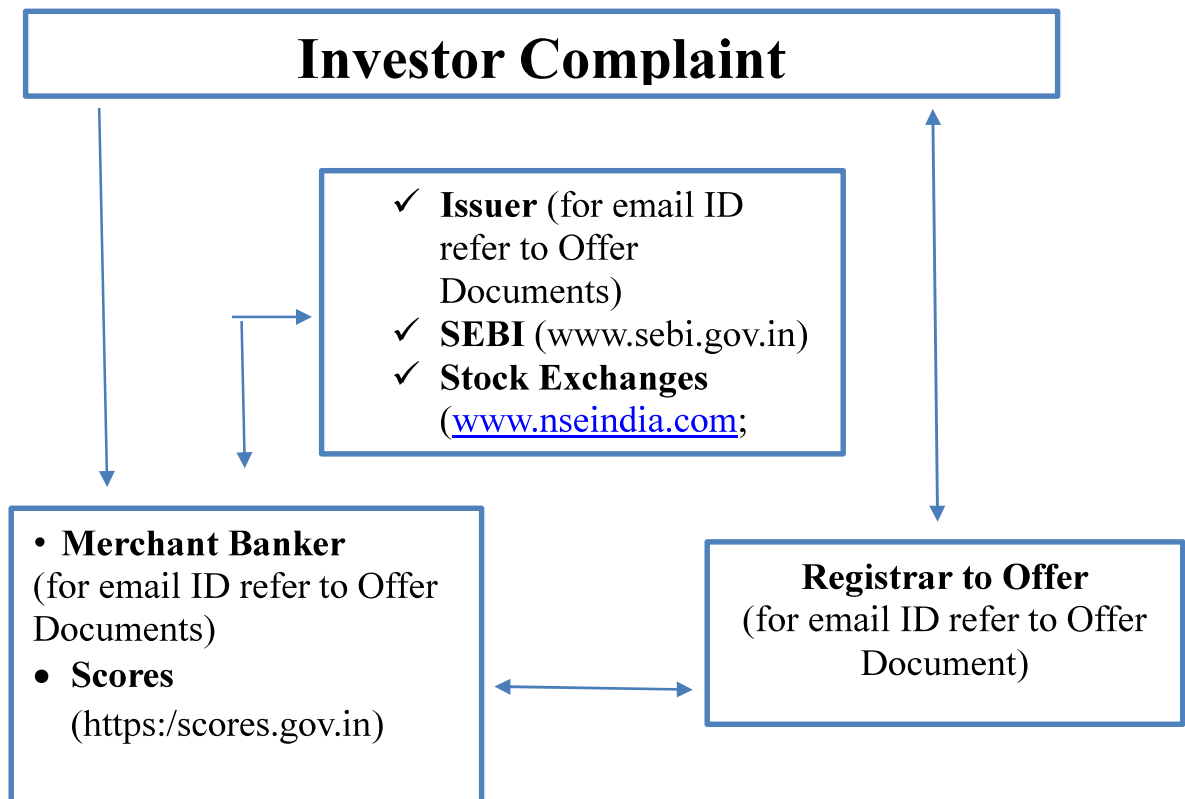 Investor Complaint
✓ Issuer (for email ID
refer to Offer
Documents)
✓ SEBI (www.sebi.gov.in)
✓ Stock Exchanges
(www.nseindia.com;
• Merchant Banker
(for email ID refer to Offer
Documents)
• Scores
(https:/scores.gov.in)
Registrar to Offer
(for email ID refer to Offer
Document)